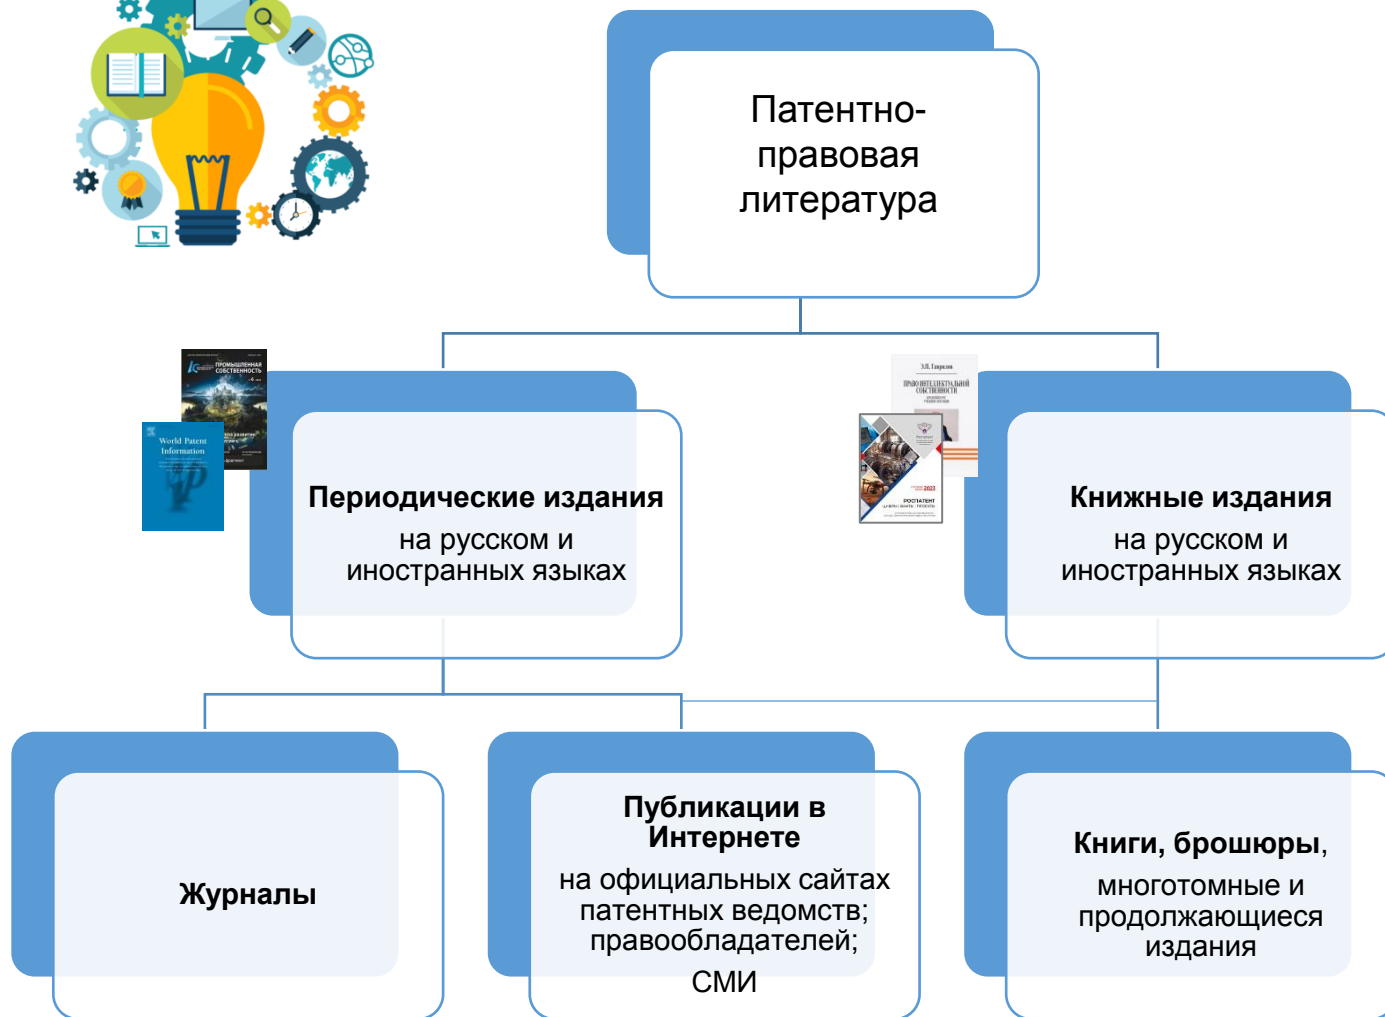 Патентно-
правовая
литература
ПРОМЫШЛЕННАЯ
СОБСТВЕННОСТЬ
World Patent
Information
Периодические издания
на русском и
иностранных языках
Э.П. Гаврилов
ПРАВО ИНТЕЛЛЕКТУАЛЬНОЙ
СОБСТВЕННОСТИ
2023
РОСПАТЕНТ
Книжные издания
на русском и
иностранных языках
Журналы
Публикации в
Интернете
на официальных сайтах
патентных ведомств;
правообладателей;
СМИ
Книги, брошюры,
многотомные и
продолжающиеся
издания